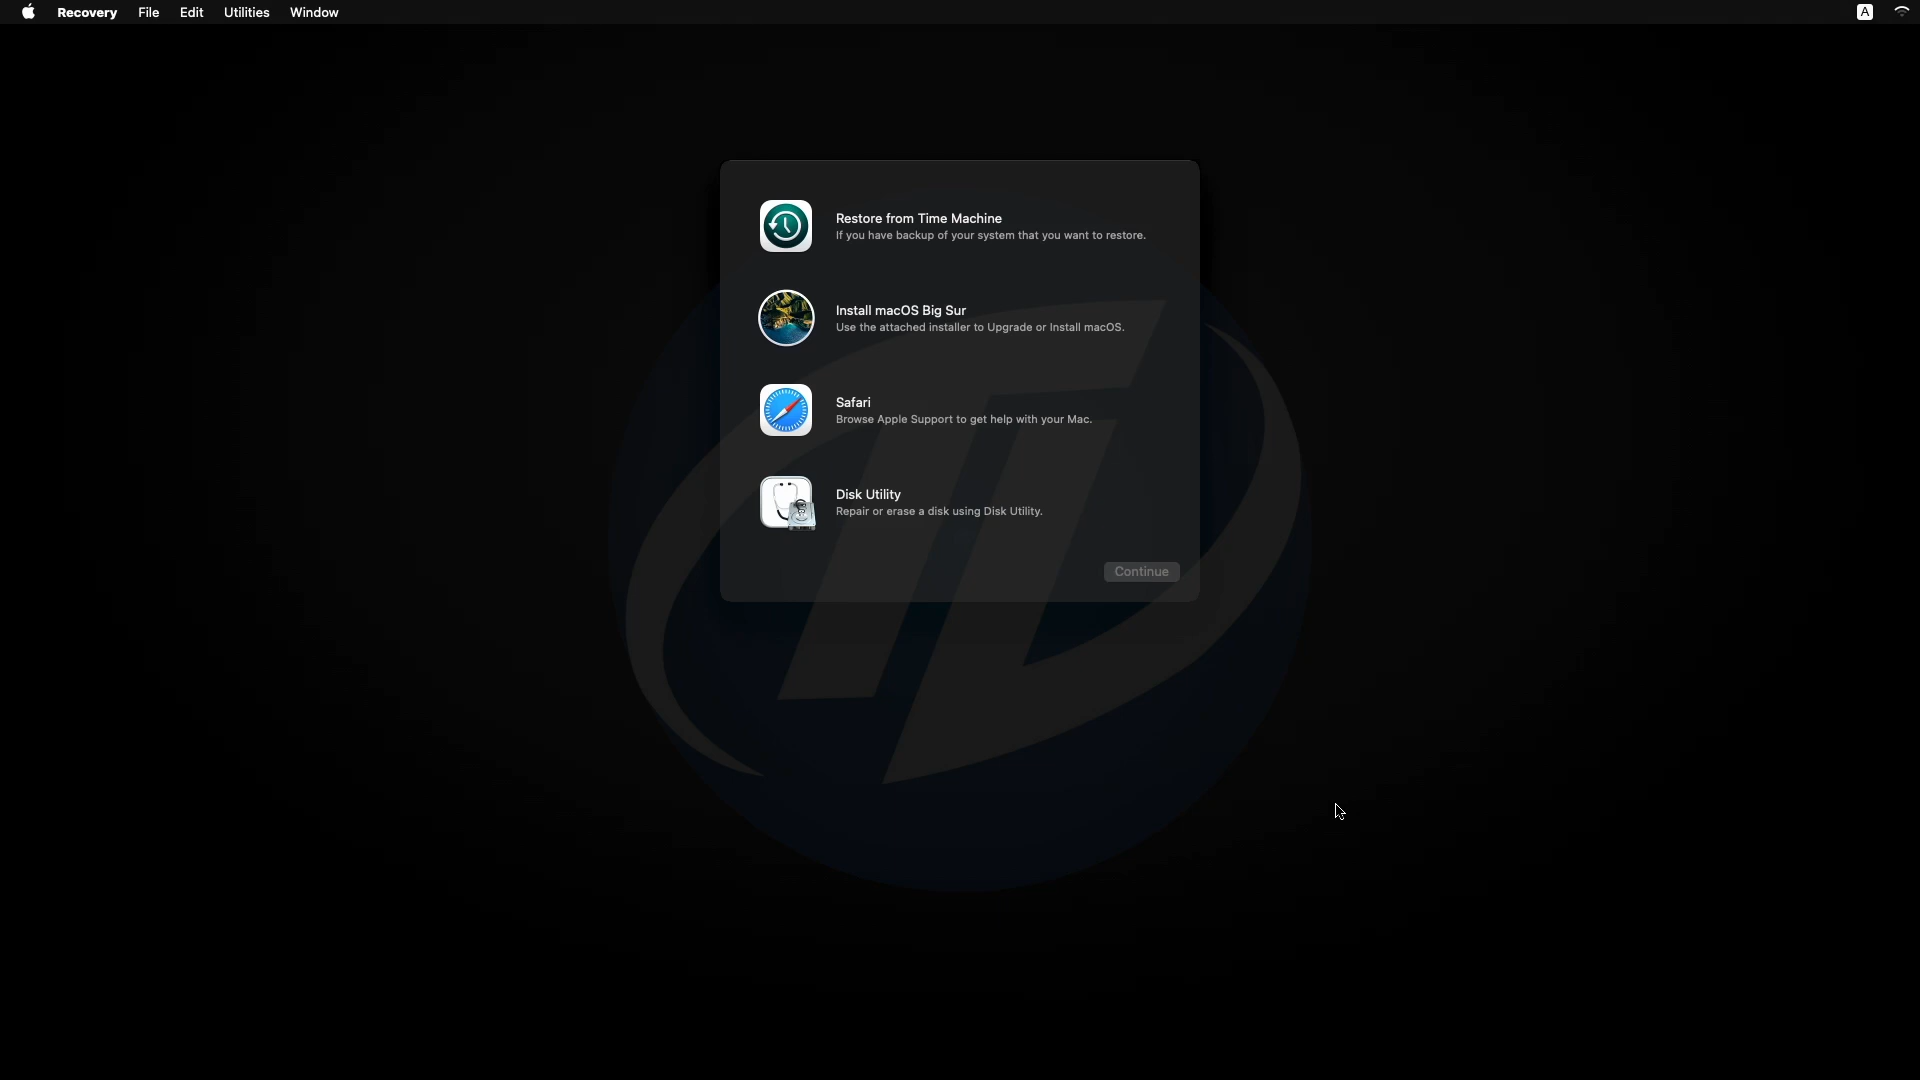 Recovery File Edit Utilities Window A
Restore from Time Machine
If you have backup of your system that you want to restore.
Install macOS Big Sur
Use the attached installer to Upgrade or Install macOS.
Safari
Browse Apple Support to get help with your Mac.
Disk Utility
Repair or erase a disk using Disk Utility.
Continue